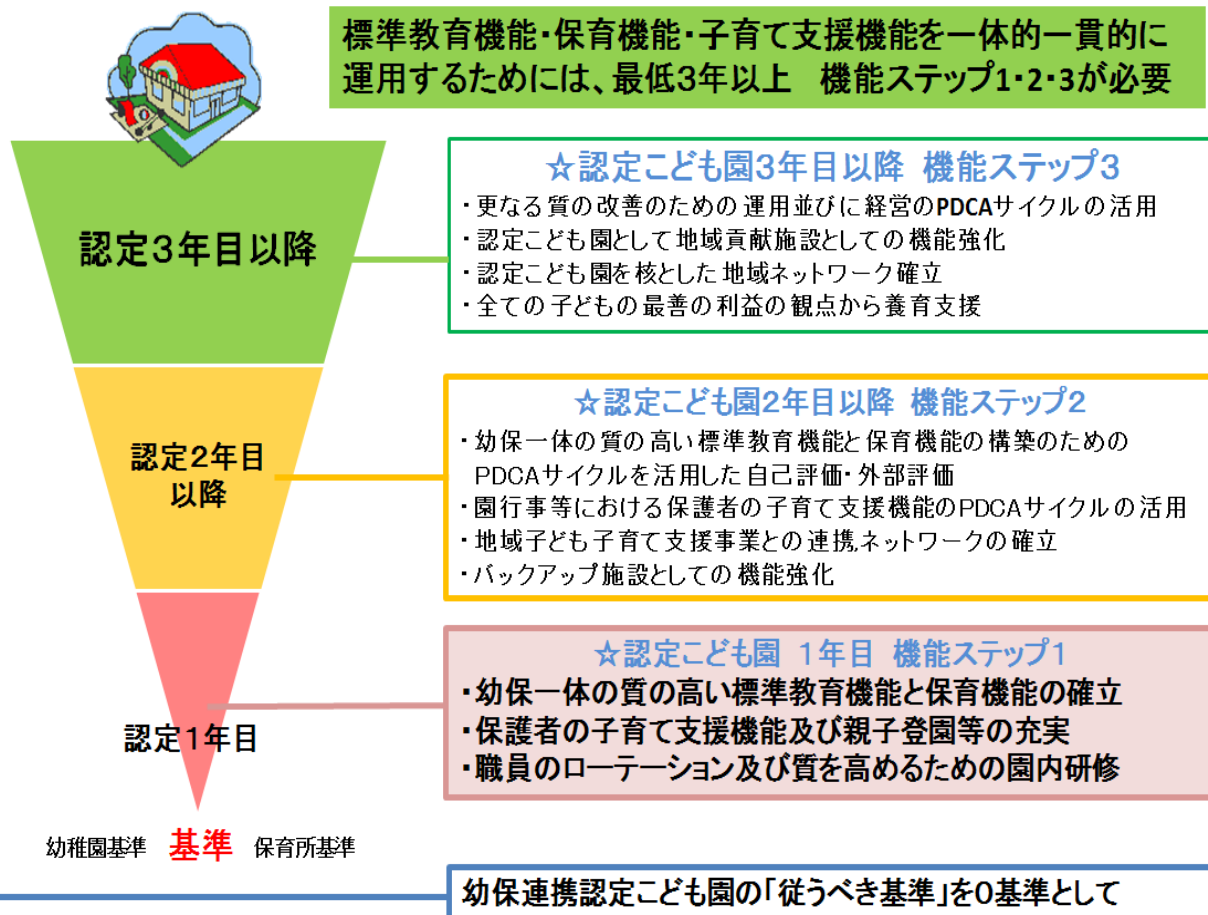 標準教育機能・保育機能・子育て支援機能を一体的一貫的に
運用するためには、最低3年以上　機能ステップ1・2・3が必要
認定3年目以降
☆認定こども園3年目以降 機能ステップ3
・更なる質の改善のための運用並びに経営のPDCAサイクルの活用
・認定こども園として地域貢献施設としての機能強化
・認定こども園を核とした地域ネットワーク確立
・全ての子どもの最善の利益の観点から養育支援
認定2年目
以降
☆認定こども園2年目以降 機能ステップ2
・幼保一体の質の高い標準教育機能と保育機能の構築のための
PDCAサイクルを活用した自己評価・外部評価
・園行事等における保護者の子育て支援機能のPDCAサイクルの活用
・地域子ども子育て支援事業との連携,ネットワークの確立
・バックアップ施設としての機能強化
認定1年目
☆認定こども園 1年目 機能ステップ1
・幼保一体の質の高い標準教育機能と保育機能の確立
・保護者の子育て支援機能及び親子登園等の充実
・職員のローテーション及び質を高めるための園内研修
幼稚園基準 基準 保育所基準
幼保連携認定こども園の「従うべき基準」を0基準として